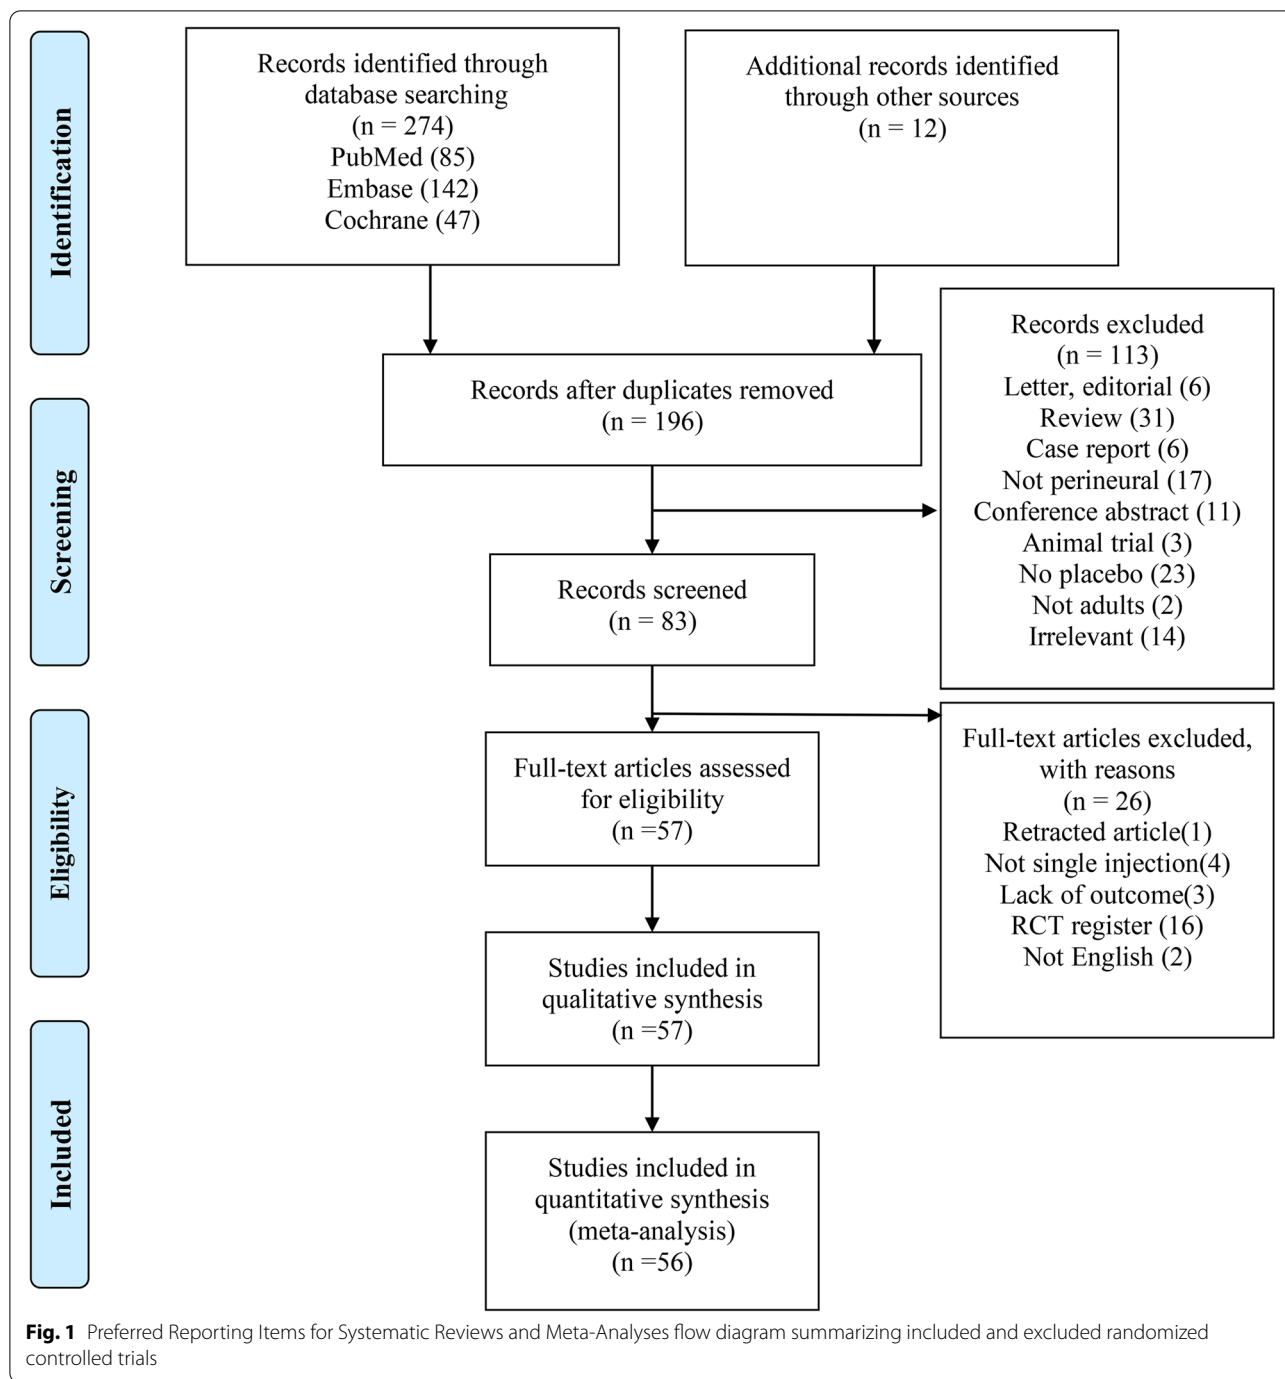 Identification
Records identified through
database searching
(n = 274)
PubMed (85)
Embase (142)
Cochrane (47)
Additional records identified
through other sources
(n = 12)
Records after duplicates removed
(n = 196)
Records excluded
(n = 113)
Letter, editorial (6)
Review (31)
Case report (6)
Not perineural (17)
Conference abstract (11)
Animal trial (3)
No placebo (23)
Not adults (2)
Irrelevant (14)
Screening
Records screened
(n = 83)
Full-text articles excluded,
with reasons
(n = 26)
Retracted article(1)
Not single injection(4)
Lack of outcome(3)
RCT register (16)
Not English (2)
Eligibility
Full-text articles assessed
for eligibility
(n =57)
Studies included in
qualitative synthesis
(n =57)
Included
Studies included in
quantitative synthesis
(meta-analysis)
(n =56)
Fig. 1 Preferred Reporting Items for Systematic Reviews and Meta-Analyses flow diagram summarizing included and excluded randomized
controlled trials